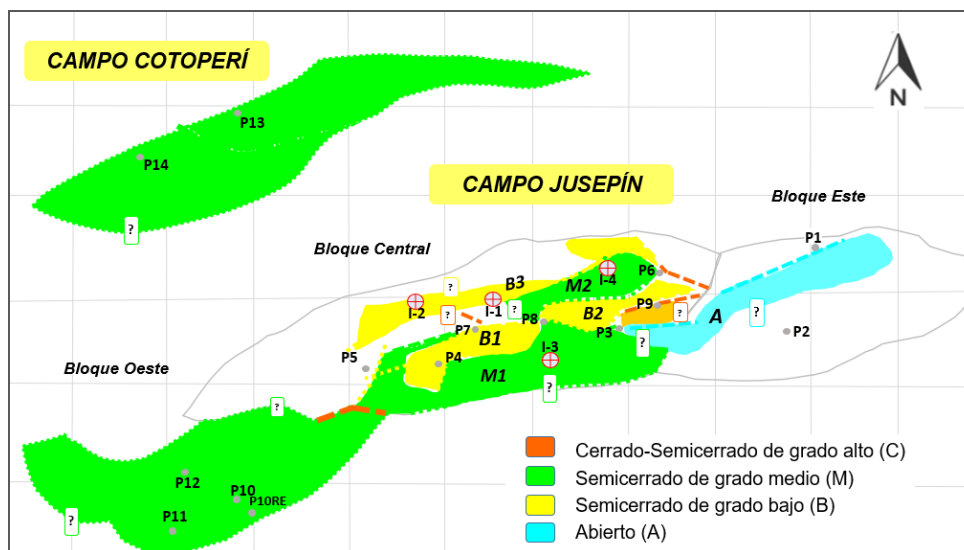 CAMPO COTOPERÍ
N
P13
P14
?
CAMPO JUSEPÍN
Bloque Este
Bloque Central
P1
I-4
P6
M2
B3
?
I-2
I-1
?
?
P9
?
A
?
P8
B2
P7
B1
P3
?
P2
P5
P4
I-3
M1
?
Bloque Oeste
?
P12
P10
P10RE
P11
?
Cerrado-Semicerrado de grado alto (C)
Semicerrado de grado medio (M)
Semicerrado de grado bajo (B)
Abierto (A)